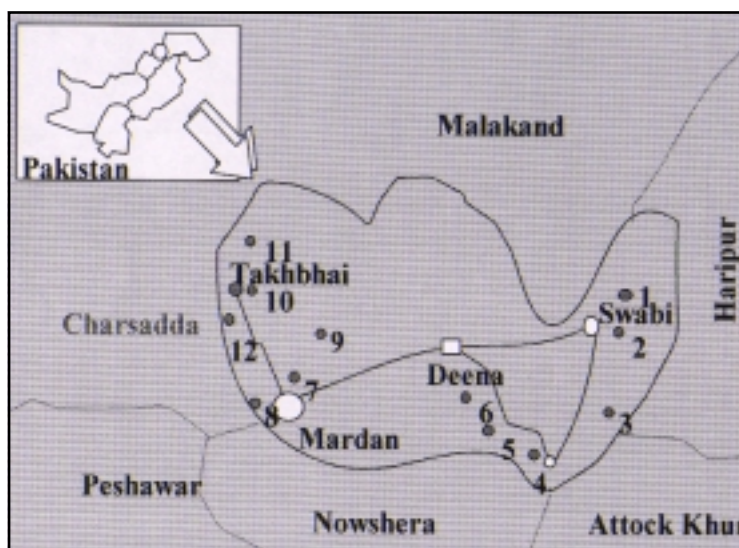 Pakistan
Malakand
Haripur
11
Takhbhai
10
1
Swabi
Charsadda
12
9
2
Deena
7
8
6
3
Mardan
5
4
Peshawar
Nowshera
Attock Khur